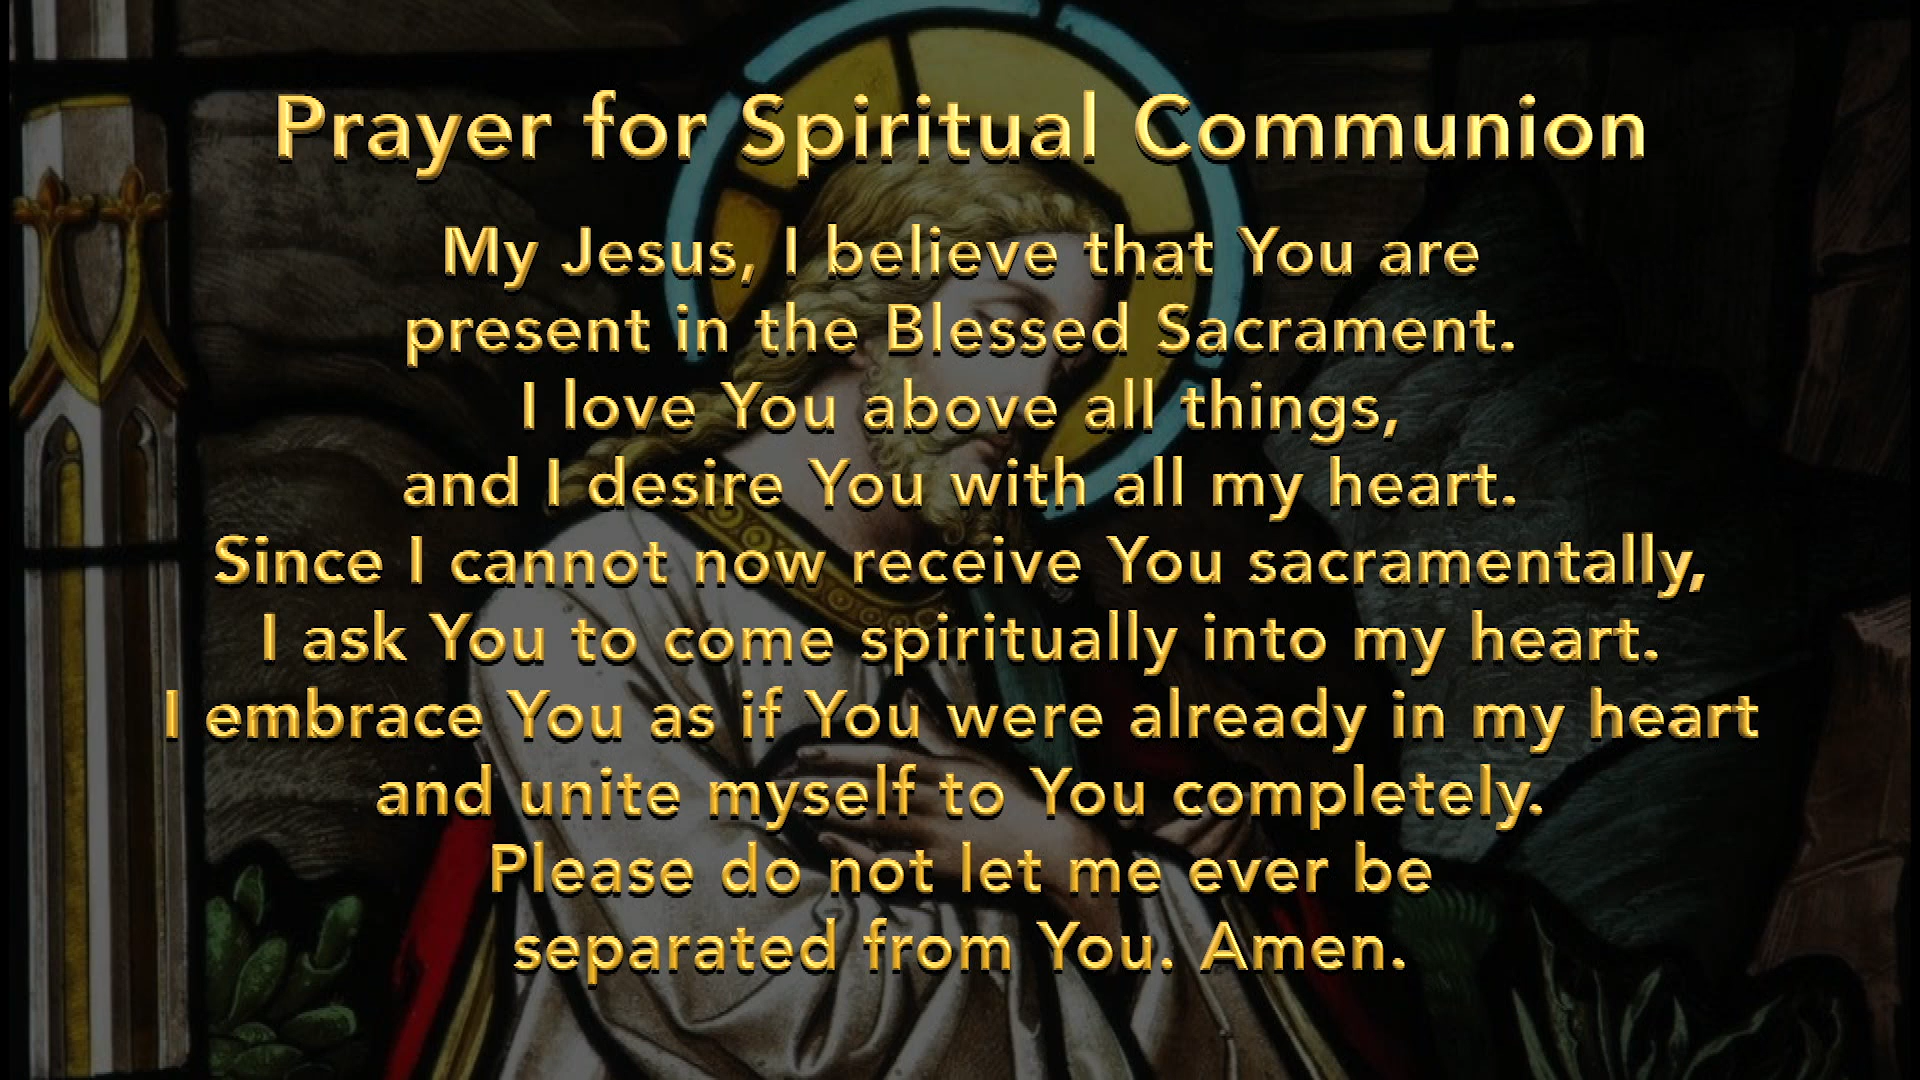 Prayer for Spiritual Communion
My Jesus, I believe that You are
present in the Blessed Sacrament.
I love You above all things,
and I desire You with all my heart.
Since I cannot now receive You sacramentally,
I ask You to come spiritually into my heart.
I embrace You as if You were already in my heart
and unite myself to You completely.
Please do not let me ever be
separated from You. Amen.